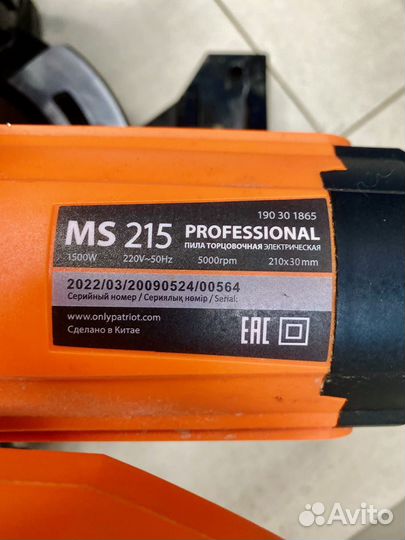 190 30 1865
MS 215 PROFESSIONAL
ПИЛА ТОРЦОВОЧНАЯ ЭЛЕКТРИЧЕСКАЯ
1500W 220V~50Hz 5000rpm 210x30mm
2022/03/20090524/00564
Серийный номер / Сериялық нөмір / Serial:
www.onlypatriot.com
Сделано в Китае
EAC
Avito